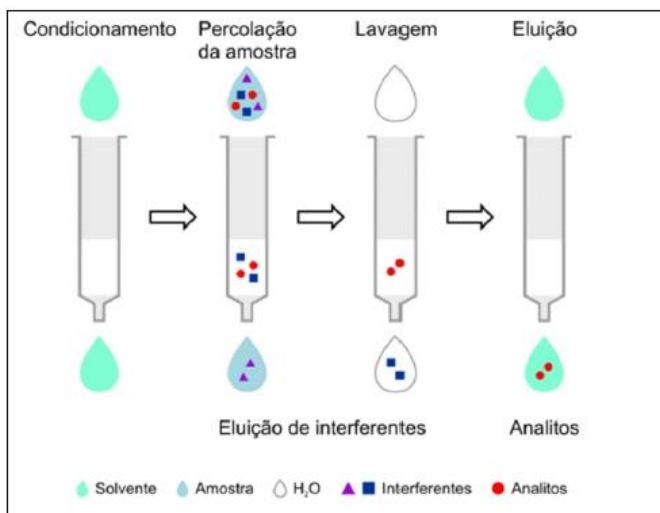 Condicionamento
Percolação
da amostra
Lavagem
Eluição
Eluição de interferentes
Analitos
Solvente
Amostra
H₂O
Interferentes
Analitos